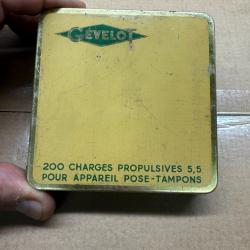 GEVELOT
200 CHARGES PROPULSIVES 5,5
POUR APPAREIL POSE-TAMPONS